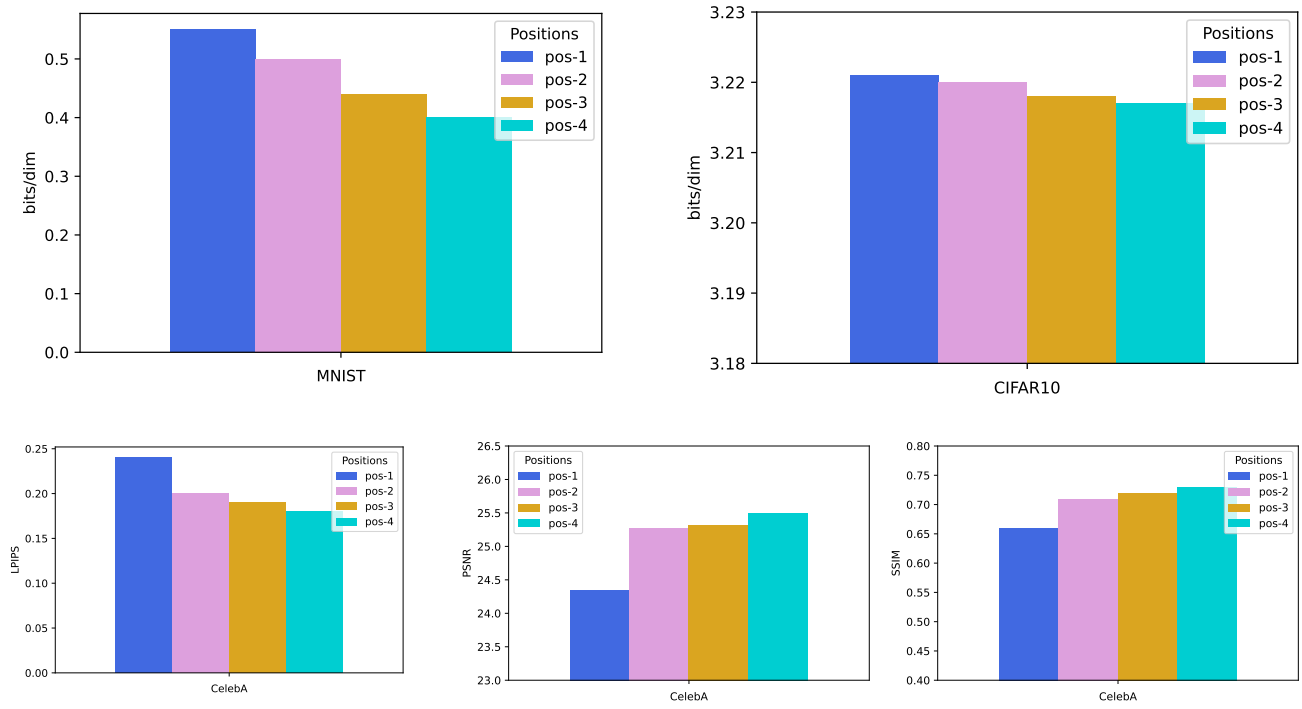 0.5
0.4
0.3
0.2
0.1
0.0
bits/dim
MNIST
Positions
pos-1
pos-2
pos-3
pos-4
3.23
3.22
3.21
3.20
3.19
3.18
bits/dim
CIFAR10
Positions
pos-1
pos-2
pos-3
pos-4
0.25
0.20
0.15
0.10
0.05
0.00
LPIPS
CelebA
Positions
pos-1
pos-2
pos-3
pos-4
26.5
26.0
25.5
25.0
24.5
24.0
23.5
23.0
PSNR
CelebA
Positions
pos-1
pos-2
pos-3
pos-4
0.80
0.75
0.70
0.65
0.60
0.55
0.50
0.45
0.40
SSIM
CelebA
Positions
pos-1
pos-2
pos-3
pos-4